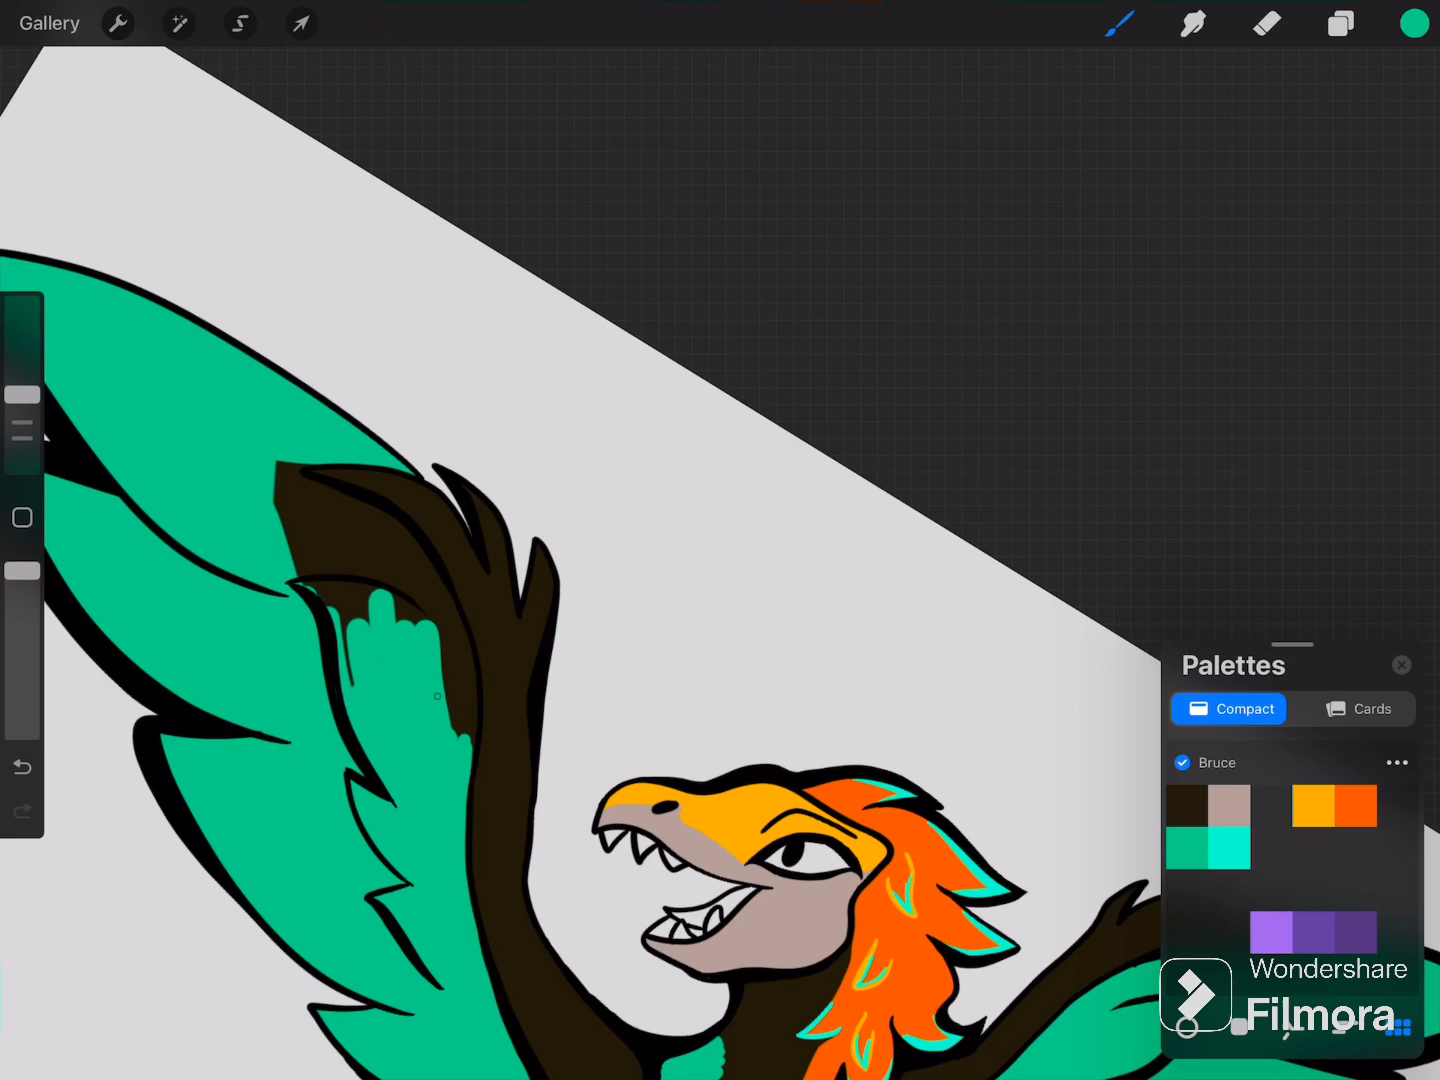 Gallery
Palettes
Compact
Cards
Bruce
Wondershare
Filmora